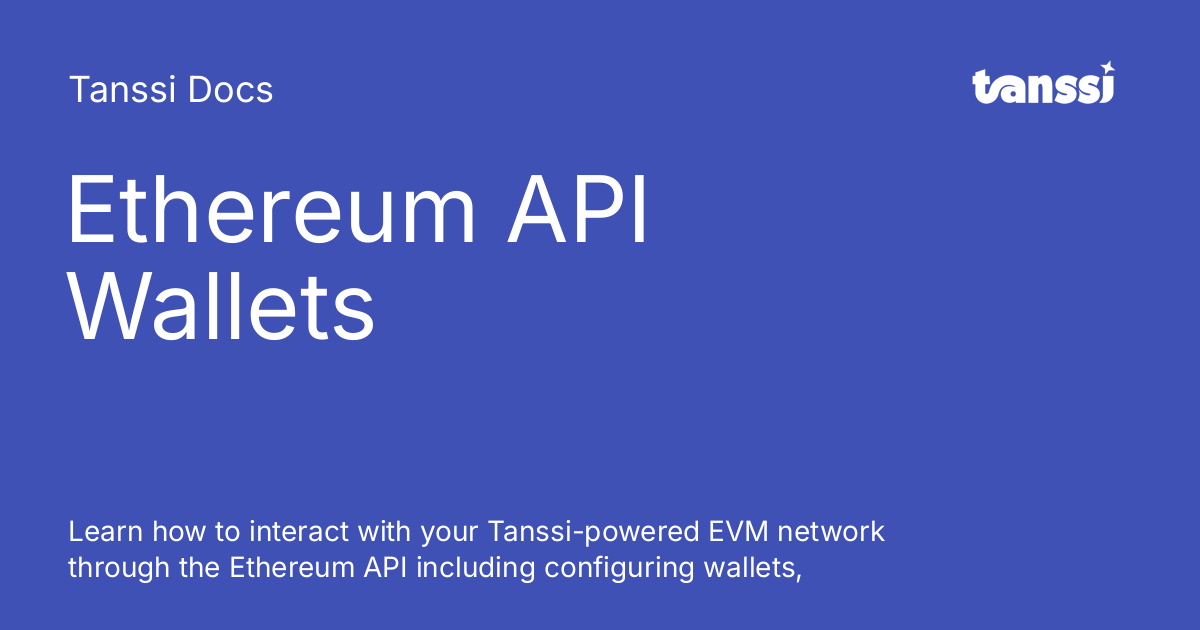 Tanssi Docs
tanssi
Ethereum API
Wallets
Learn how to interact with your Tanssi-powered EVM network
through the Ethereum API including configuring wallets,